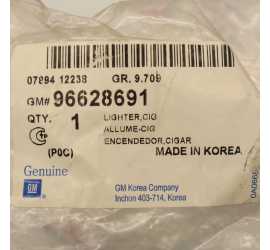 07894 12238 GR. 9.709
GM# 96628691
QTY. 1 LIGHTER,CIG
ALLUME-CIG
ENCENDEDOR,CIGAR
(P0C) MADE IN KOREA
Genuine
GM
GM Korea Company
Inchon 403-714, Korea